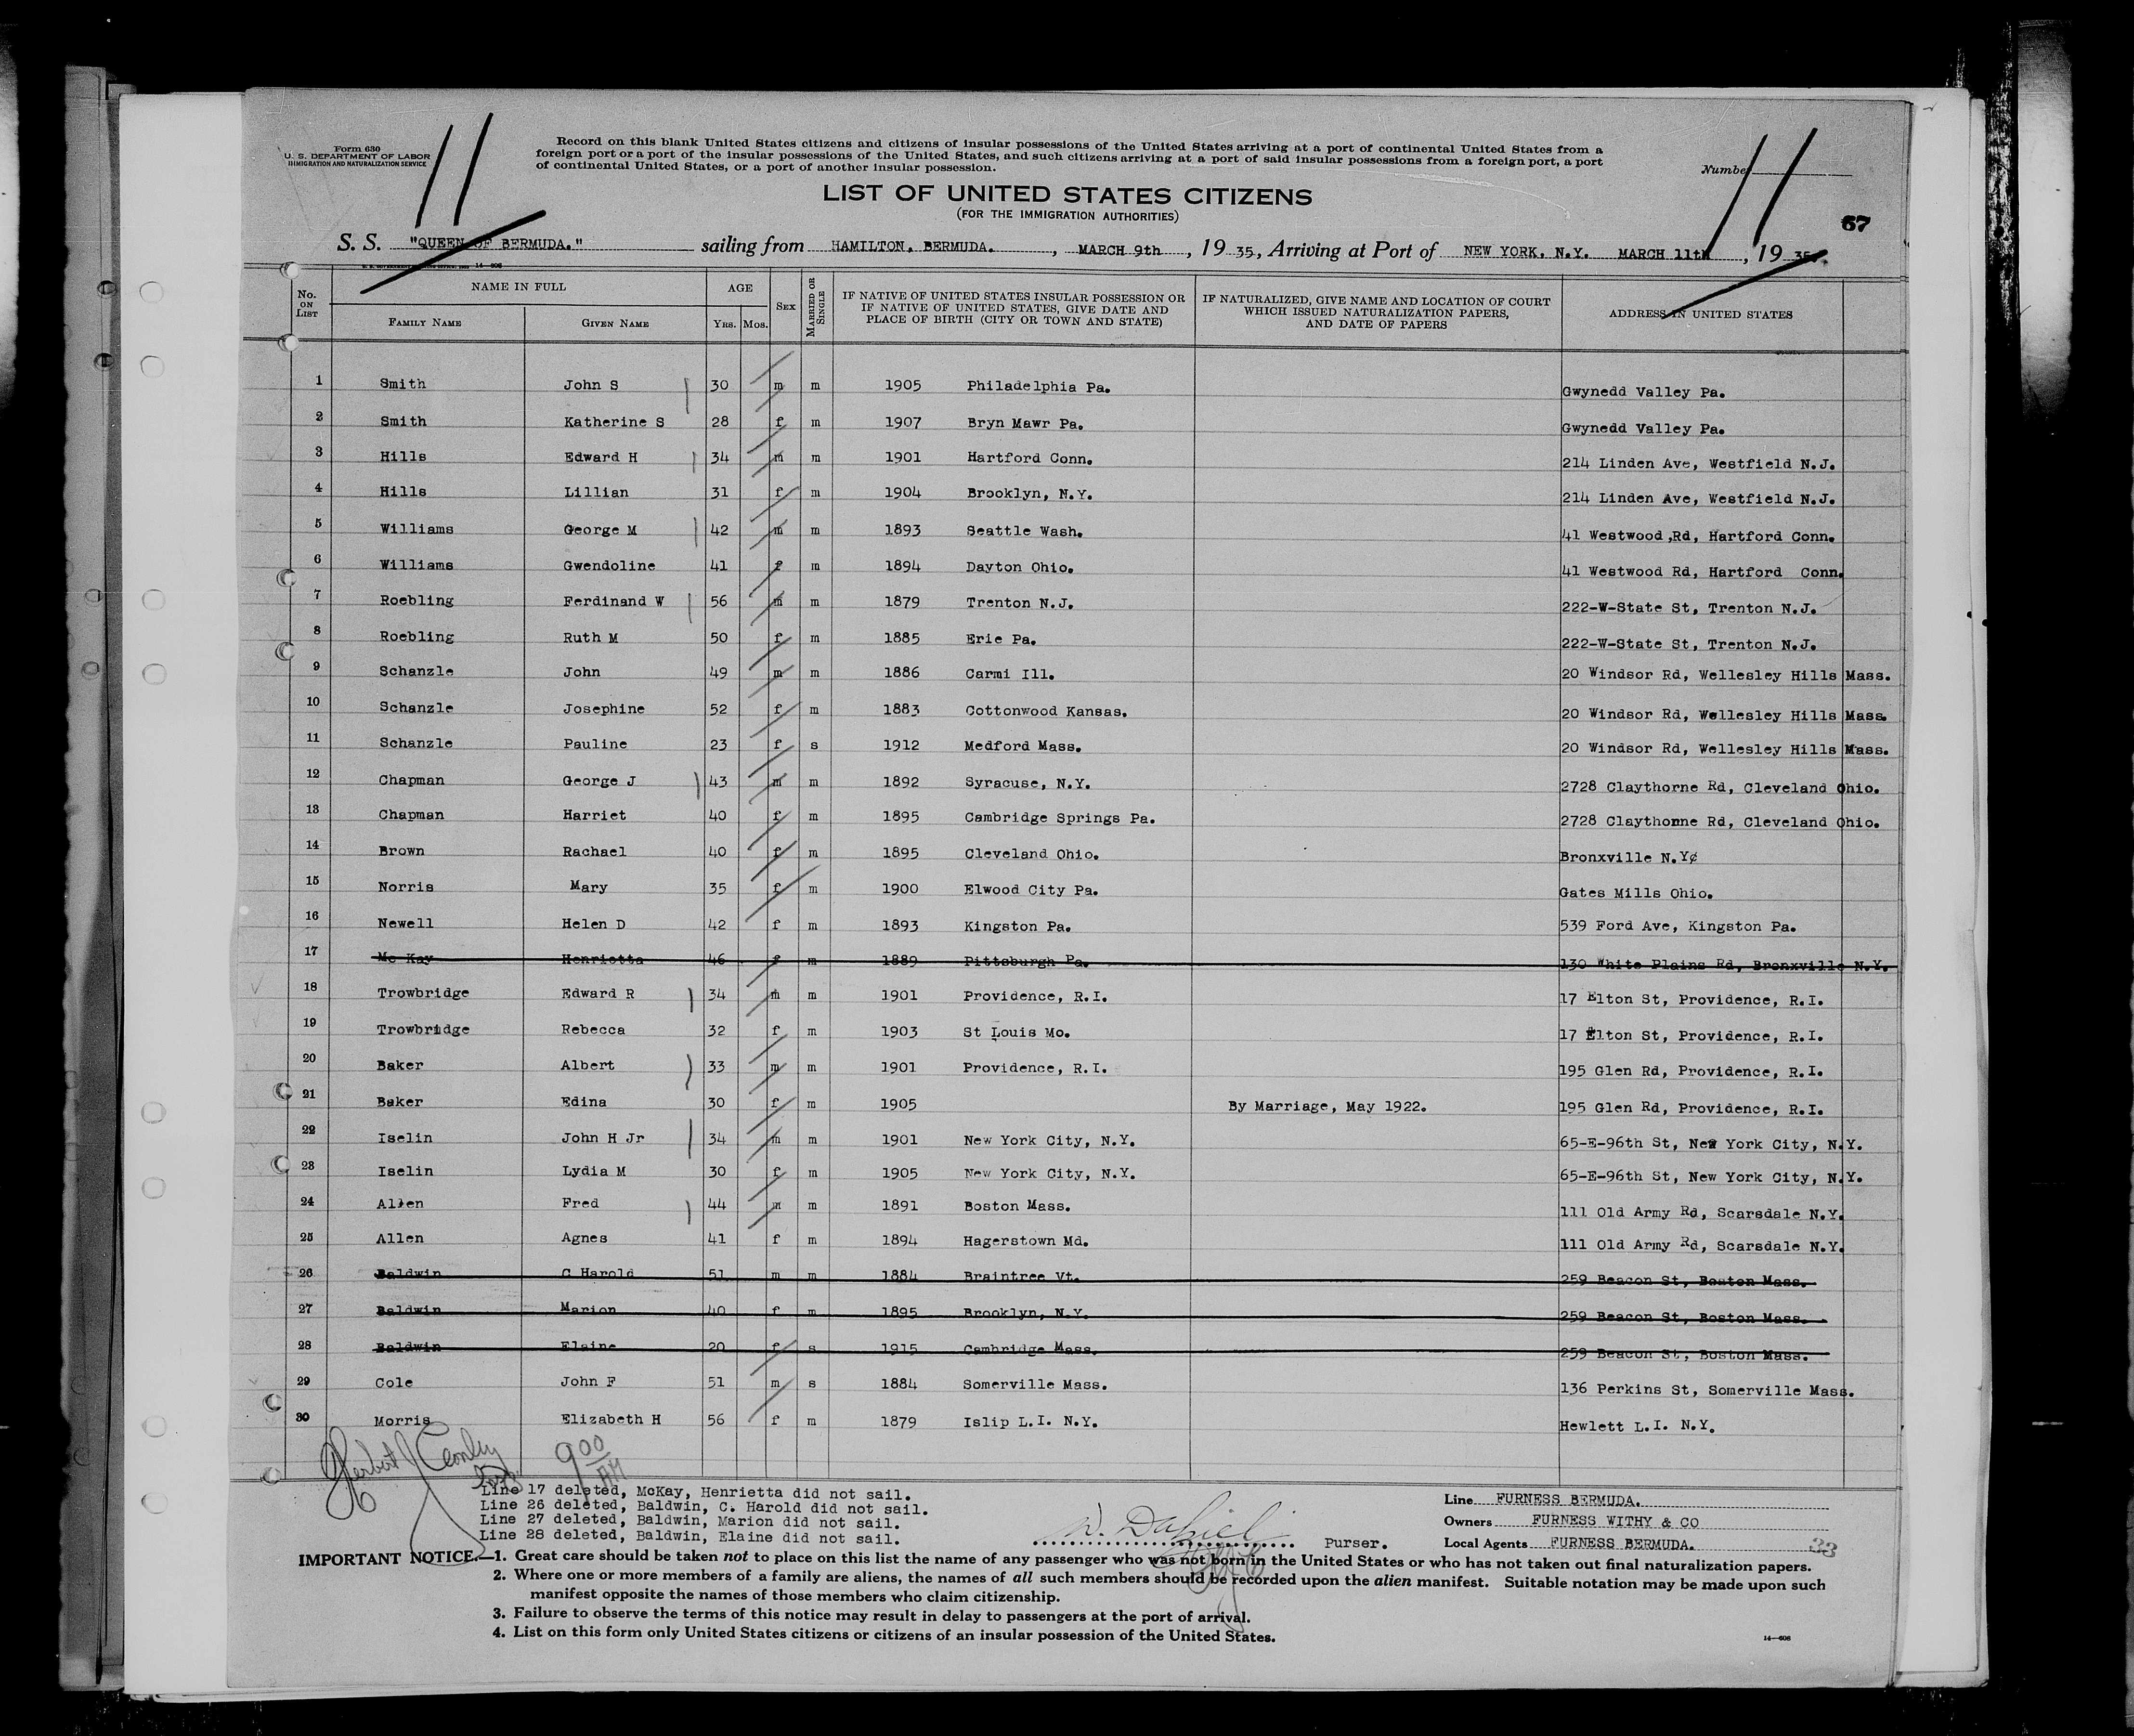 Form 630
U. S. DEPARTMENT OF LABOR
IMMIGRATION AND NATURALIZATION SERVICE
11
Record on this blank United States citizens and citizens of insular possessions of the United States arriving at a port of continental United States from a
foreign port or a port of the insular possessions of the United States, and such citizens arriving at a port of said insular possessions from a foreign port, a port
of continental United States, or a port of another insular possession.
Number
11
LIST OF UNITED STATES CITIZENS
(FOR THE IMMIGRATION AUTHORITIES)
67
S. S. "QUEEN OF BERMUDA." sailing from HAMILTON. BERMUDA. , MARCH 9th , 19 35, Arriving at Port of NEW YORK, N.Y. MARCH 11th , 19 35.
14-606
No. ON LIST NAME IN FULL AGE SEX MARRIED OR SINGLE IF NATIVE OF UNITED STATES INSULAR POSSESSION OR IF NATIVE OF UNITED STATES, GIVE DATE AND PLACE OF BIRTH (CITY OR TOWN AND STATE) IF NATURALIZED, GIVE NAME AND LOCATION OF COURT WHICH ISSUED NATURALIZATION PAPERS, AND DATE OF PAPERS ADDRESS IN UNITED STATES
FAMILY NAME GIVEN NAME YRS. MOS.
1 Smith John S 30 m m 1905 Philadelphia Pa. Gwynedd Valley Pa.
2 Smith Katherine S 28 f m 1907 Bryn Mawr Pa. Gwynedd Valley Pa.
3 Hills Edward H 34 m m 1901 Hartford Conn. 214 Linden Ave, Westfield N.J.
4 Hills Lillian 31 f m 1904 Brooklyn, N.Y. 214 Linden Ave, Westfield N.J.
5 Williams George M 42 m m 1893 Seattle Wash. 41 Westwood ,Rd, Hartford Conn.
6 Williams Gwendoline 41 f m 1894 Dayton Ohio. 41 Westwood Rd, Hartford Conn.
7 Roebling Ferdinand W 56 m m 1879 Trenton N.J. 222-W-State St, Trenton N.J.
8 Roebling Ruth M 50 f m 1885 Erie Pa. 222-W-State St, Trenton N.J.
9 Schanzle John 49 m m 1886 Carmi Ill. 20 Windsor Rd, Wellesley Hills Mass.
10 Schanzle Josephine 52 f m 1883 Cottonwood Kansas. 20 Windsor Rd, Wellesley Hills Mass.
11 Schanzle Pauline 23 f s 1912 Medford Mass. 20 Windsor Rd, Wellesley Hills Mass.
12 Chapman George J 43 m m 1892 Syracuse, N.Y. 2728 Claythorne Rd, Cleveland Ohio.
13 Chapman Harriet 40 f m 1895 Cambridge Springs Pa. 2728 Claythorne Rd, Cleveland Ohio.
14 Brown Rachael 40 f m 1895 Cleveland Ohio. Bronxville N.Y.
15 Norris Mary 35 f m 1900 Elwood City Pa. Gates Mills Ohio.
16 Newell Helen D 42 f m 1893 Kingston Pa. 539 Ford Ave, Kingston Pa.
17 Mc Kay Henrietta 46 f m 1889 Pittsburgh Pa. 130 White Plains Rd, Bronxville N.Y.
18 Trowbridge Edward R 34 m m 1901 Providence, R.I. 17 Elton St, Providence, R.I.
19 Trowbridge Rebecca 32 f m 1903 St Louis Mo. 17 Elton St, Providence, R.I.
20 Baker Albert 33 m m 1901 Providence, R.I. 195 Glen Rd, Providence, R.I.
21 Baker Edina 30 f m 1905 By Marriage, May 1922. 195 Glen Rd, Providence, R.I.
22 Iselin John H Jr 34 m m 1901 New York City, N.Y. 65-E-96th St, New York City, N.Y.
23 Iselin Lydia M 30 f m 1905 New York City, N.Y. 65-E-96th St, New York City, N.Y.
24 Allen Fred 44 m m 1891 Boston Mass. 111 Old Army Rd, Scarsdale N.Y.
25 Allen Agnes 41 f m 1894 Hagerstown Md. 111 Old Army Rd, Scarsdale N.Y.
26 Baldwin C Harold 51 m m 1884 Braintree Vt. 259 Beacon St, Boston Mass.
27 Baldwin Marion 40 f m 1895 Brooklyn, N.Y. 259 Beacon St, Boston Mass.
28 Baldwin Elaine 20 f s 1915 Cambridge Mass. 259 Beacon St, Boston Mass.
29 Cole John F 51 m s 1884 Somerville Mass. 136 Perkins St, Somerville Mass.
30 Morris Elizabeth H 56 f m 1879 Islip L.I. N.Y. Hewlett L.I. N.Y.
9 00 AM
Line 17 deleted, McKay, Henrietta did not sail.
Line 26 deleted, Baldwin, C. Harold did not sail.
Line 27 deleted, Baldwin, Marion did not sail.
Line 28 deleted, Baldwin, Elaine did not sail.
Purser.
Line FURNESS BERMUDA.
Owners FURNESS WITHY & CO
Local Agents FURNESS BERMUDA. 33
IMPORTANT NOTICE.—1. Great care should be taken not to place on this list the name of any passenger who was not born in the United States or who has not taken out final naturalization papers.
2. Where one or more members of a family are aliens, the names of all such members should be recorded upon the alien manifest. Suitable notation may be made upon such
manifest opposite the names of those members who claim citizenship.
3. Failure to observe the terms of this notice may result in delay to passengers at the port of arrival.
4. List on this form only United States citizens or citizens of an insular possession of the United States.
14-606